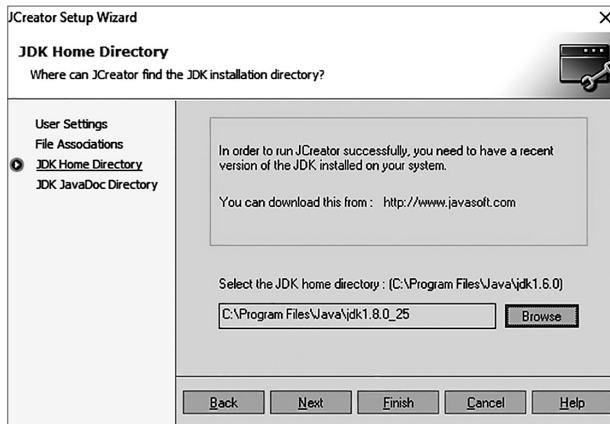 JCreator Setup Wizard
JDK Home Directory
Where can JCreator find the JDK installation directory?
User Settings
File Associations
JDK Home Directory
JDK JavaDoc Directory
In order to run JCreator successfully, you need to have a recent
version of the JDK installed on your system.
You can download this from : http://www.javasoft.com
Select the JDK home directory : (C:\Program Files\Java\jdk1.6.0)
C:\Program Files\Java\jdk1.8.0_25
Browse
Back Next Finish Cancel Help